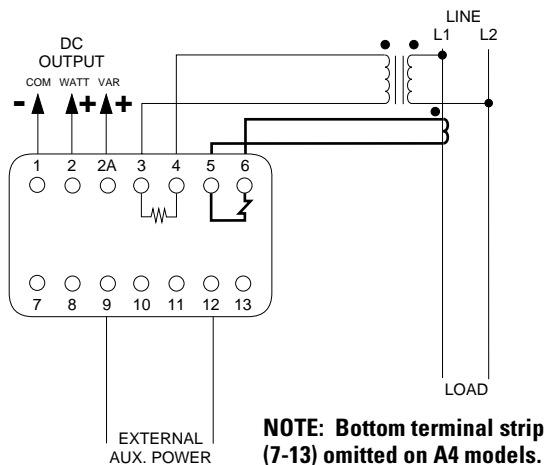 LINE
L1 L2
DC
OUTPUT
COM WATT VAR
- + +
1 2 2A 3 4 5 6
7 8 9 10 11 12 13
LOAD
EXTERNAL
AUX. POWER
NOTE: Bottom terminal strip
(7-13) omitted on A4 models.